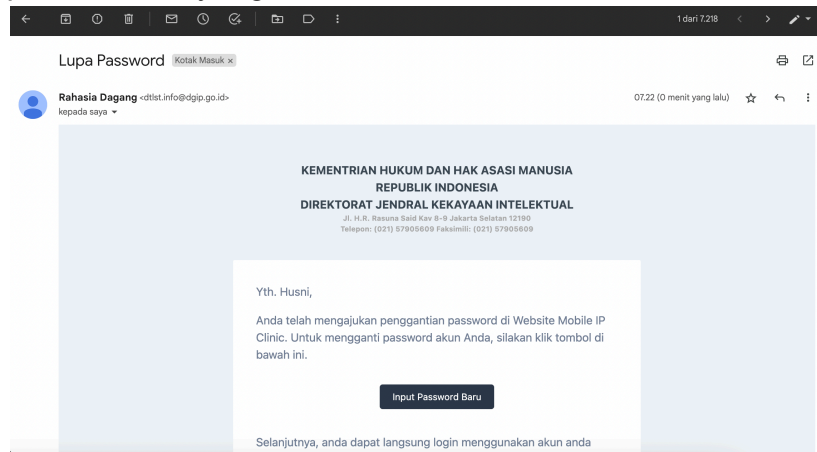 1 dari 7.218
Lupa Password Kotak Masuk ×
Rahasia Dagang <dtlst.info@dgip.go.id>
07.22 (0 menit yang lalu)
kepada saya
KEMENTRIAN HUKUM DAN HAK ASASI MANUSIA
REPUBLIK INDONESIA
DIREKTORAT JENDRAL KEKAYAAN INTELEKTUAL
Jl. H.R. Rasuna Said Kav 8-9 Jakarta Selatan 12190
Telepon: (021) 57905609 Faksimili: (021) 57905609
Yth. Husni,
Anda telah mengajukan penggantian password di Website Mobile IP
Clinic. Untuk mengganti password akun Anda, silakan klik tombol di
bawah ini.
Input Password Baru
Selanjutnya, anda dapat langsung login menggunakan akun anda